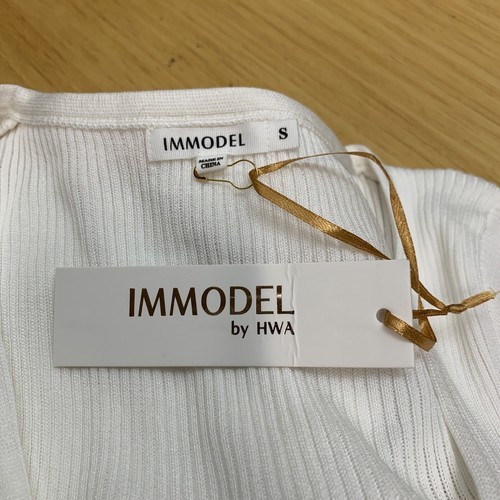 IMMODEL S
MADE IN
CHINA
IMMODEL
by HWA